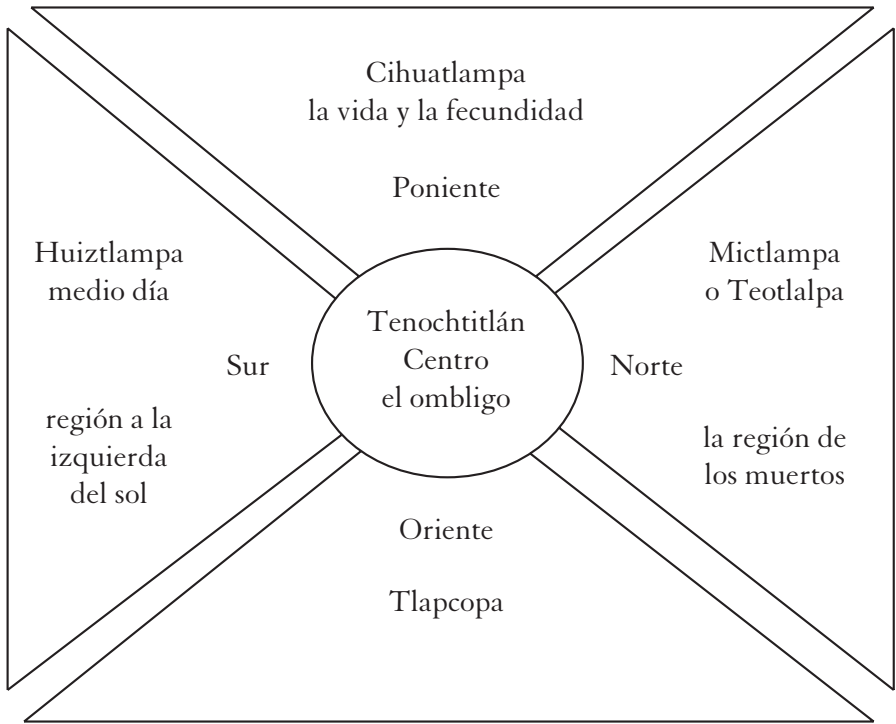 Cihuatlampa
la vida y la fecundidad
Poniente
Huiztlampa
medio día
Sur
región a la
izquierda
del sol
Tenochtitlán
Centro
el ombligo
Mictlampa
o Teotlalpa
Norte
la región de
los muertos
Oriente
Tlapcopa